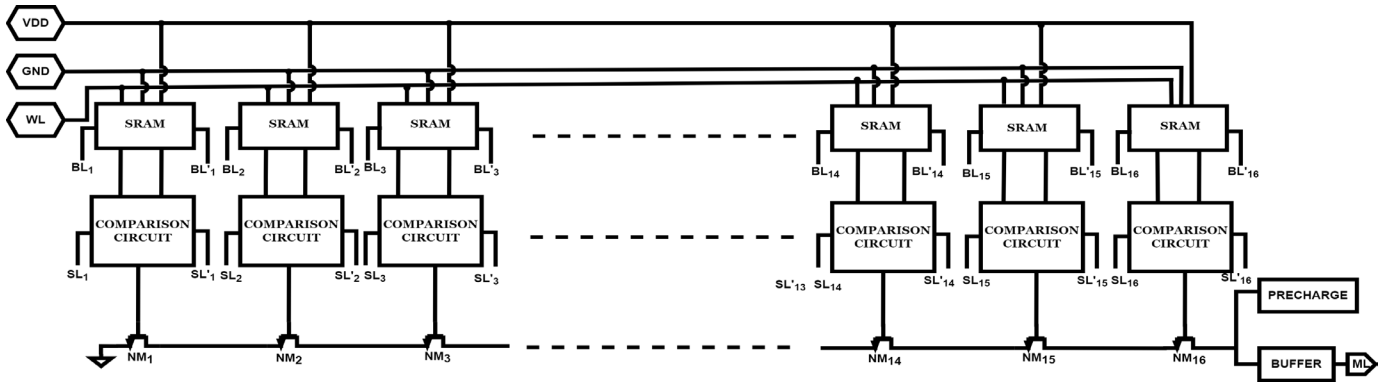 VDD
GND
WL
SRAM SRAM SRAM SRAM SRAM SRAM
BL1 BL'1 BL2 BL'2 BL3 BL'3 BL14 BL'14 BL15 BL'15 BL16 BL'16
COMPARISON COMPARISON COMPARISON COMPARISON COMPARISON COMPARISON
CIRCUIT CIRCUIT CIRCUIT CIRCUIT CIRCUIT CIRCUIT
SL1 SL'1 SL2 SL'2 SL3 SL'3 SL'13 SL14 SL'14 SL15 SL'15 SL16 SL'16
PRECHARGE
NM1 NM2 NM3 NM14 NM15 NM16
BUFFER ML